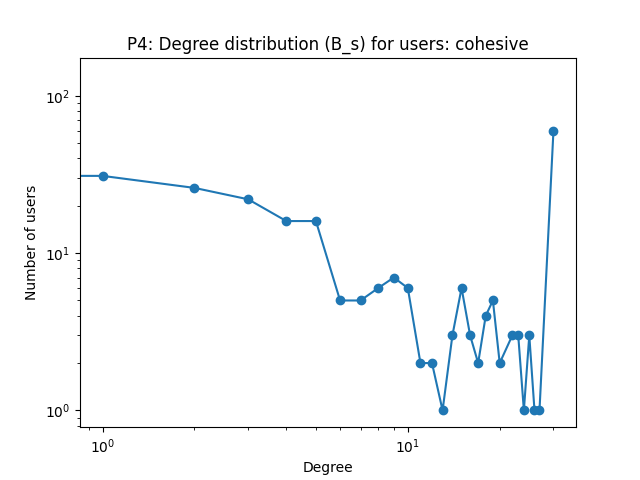 P4: Degree distribution (B_s) for users: cohesive
Number of users
10²
10¹
10⁰
10⁰
10¹
Degree